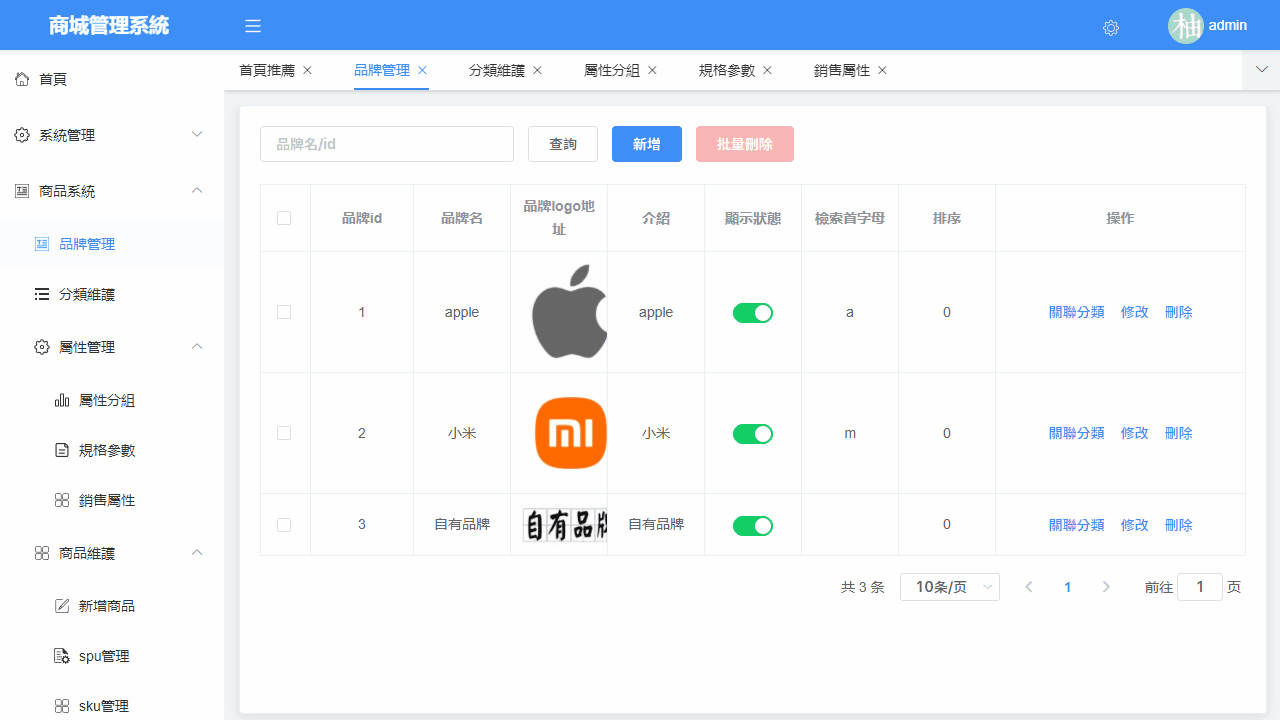 商城管理系統
柚 admin
首頁
系統管理
商品系統
品牌管理
分類維護
屬性管理
屬性分組
規格參數
銷售屬性
商品維護
新增商品
spu管理
sku管理
首頁推薦 品牌管理 分類維護 屬性分組 規格參數 銷售屬性
品牌名/id 查詢 新增 批量刪除
品牌id 品牌名 品牌logo地 介紹 顯示狀態 檢索首字母 排序 操作
址
1 apple apple a 0 關聯分類 修改 刪除
2 小米 mi 小米 m 0 關聯分類 修改 刪除
3 自有品牌 自有品牌 自有品牌 0 關聯分類 修改 刪除
共 3 条 10条/页 1 前往 1 页